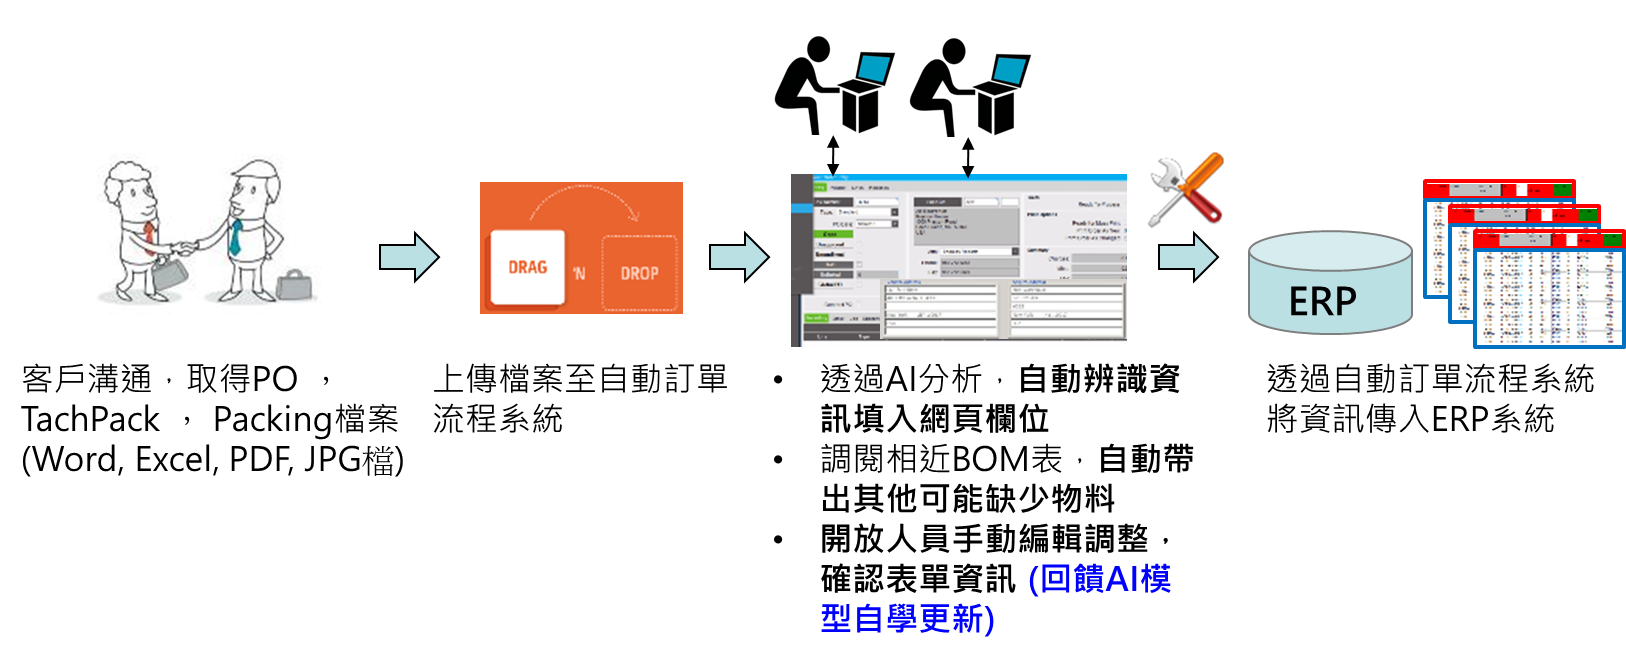 DRAG
'N
DROP
ERP
客戶溝通，取得PO ，
TachPack ， Packing檔案
(Word, Excel, PDF, JPG檔)
上傳檔案至自動訂單
流程系統
• 透過AI分析，自動辨識資
訊填入網頁欄位
• 調閱相近BOM表，自動帶
出其他可能缺少物料
• 開放人員手動編輯調整，
確認表單資訊 (回饋AI模
型自學更新)
透過自動訂單流程系統
將資訊傳入ERP系統